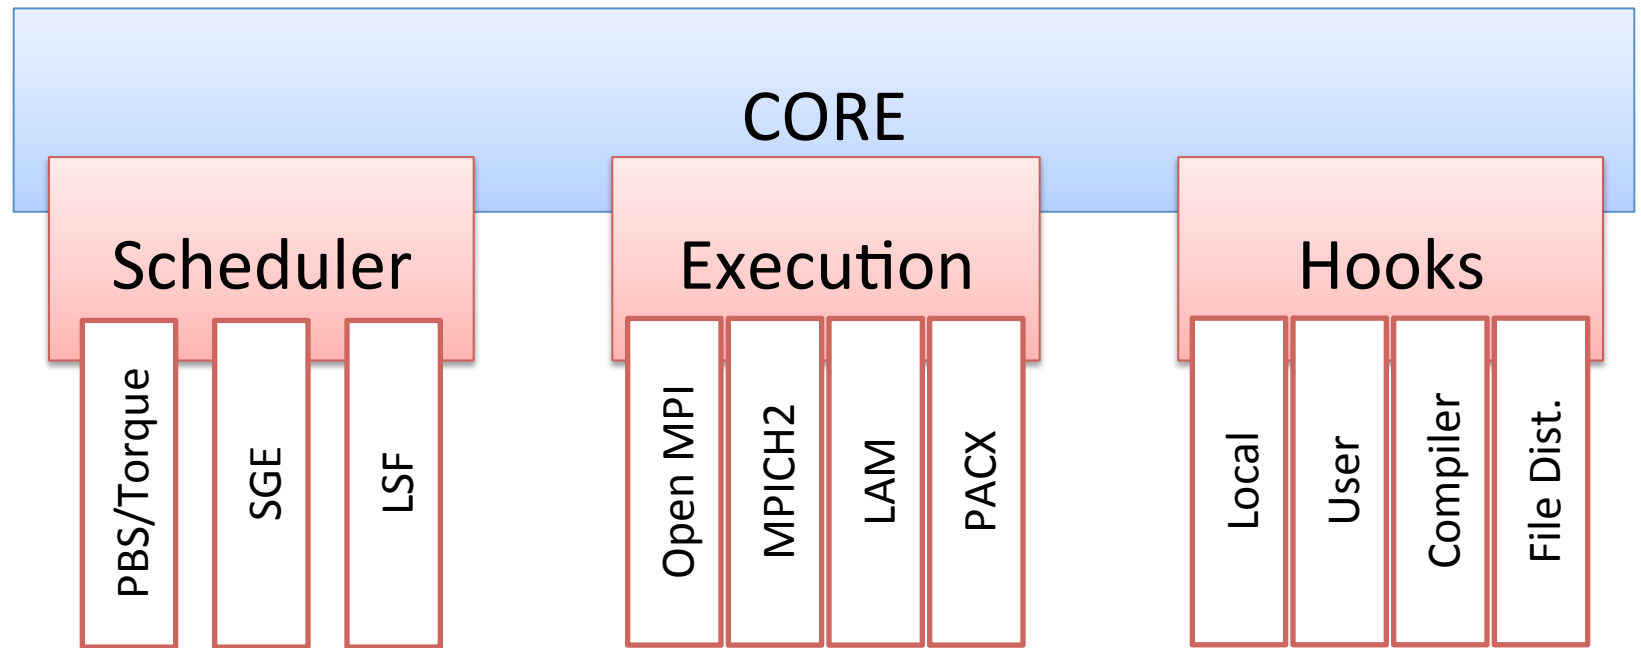 CORE
Scheduler
Execution
Hooks
PBS/Torque
SGE
LSF
Open MPI
MPICH2
LAM
PACX
Local
User
Compiler
File Dist.